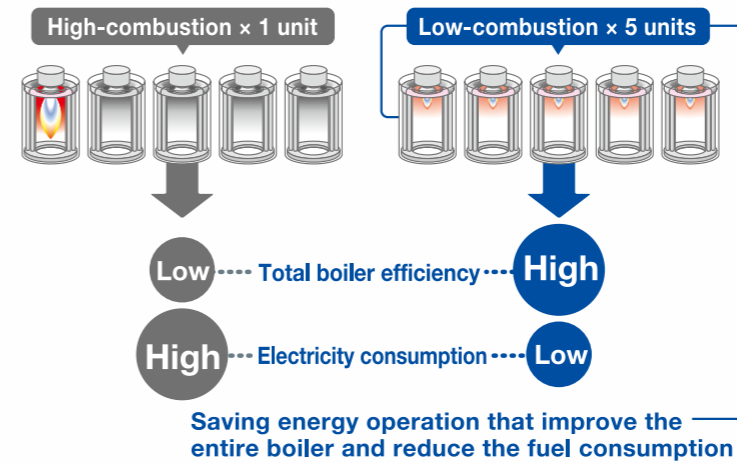 High-combustion × 1 unit
Low-combustion × 5 units
Low
Total boiler efficiency
High
High
Electricity consumption
Low
Saving energy operation that improve the
entire boiler and reduce the fuel consumption